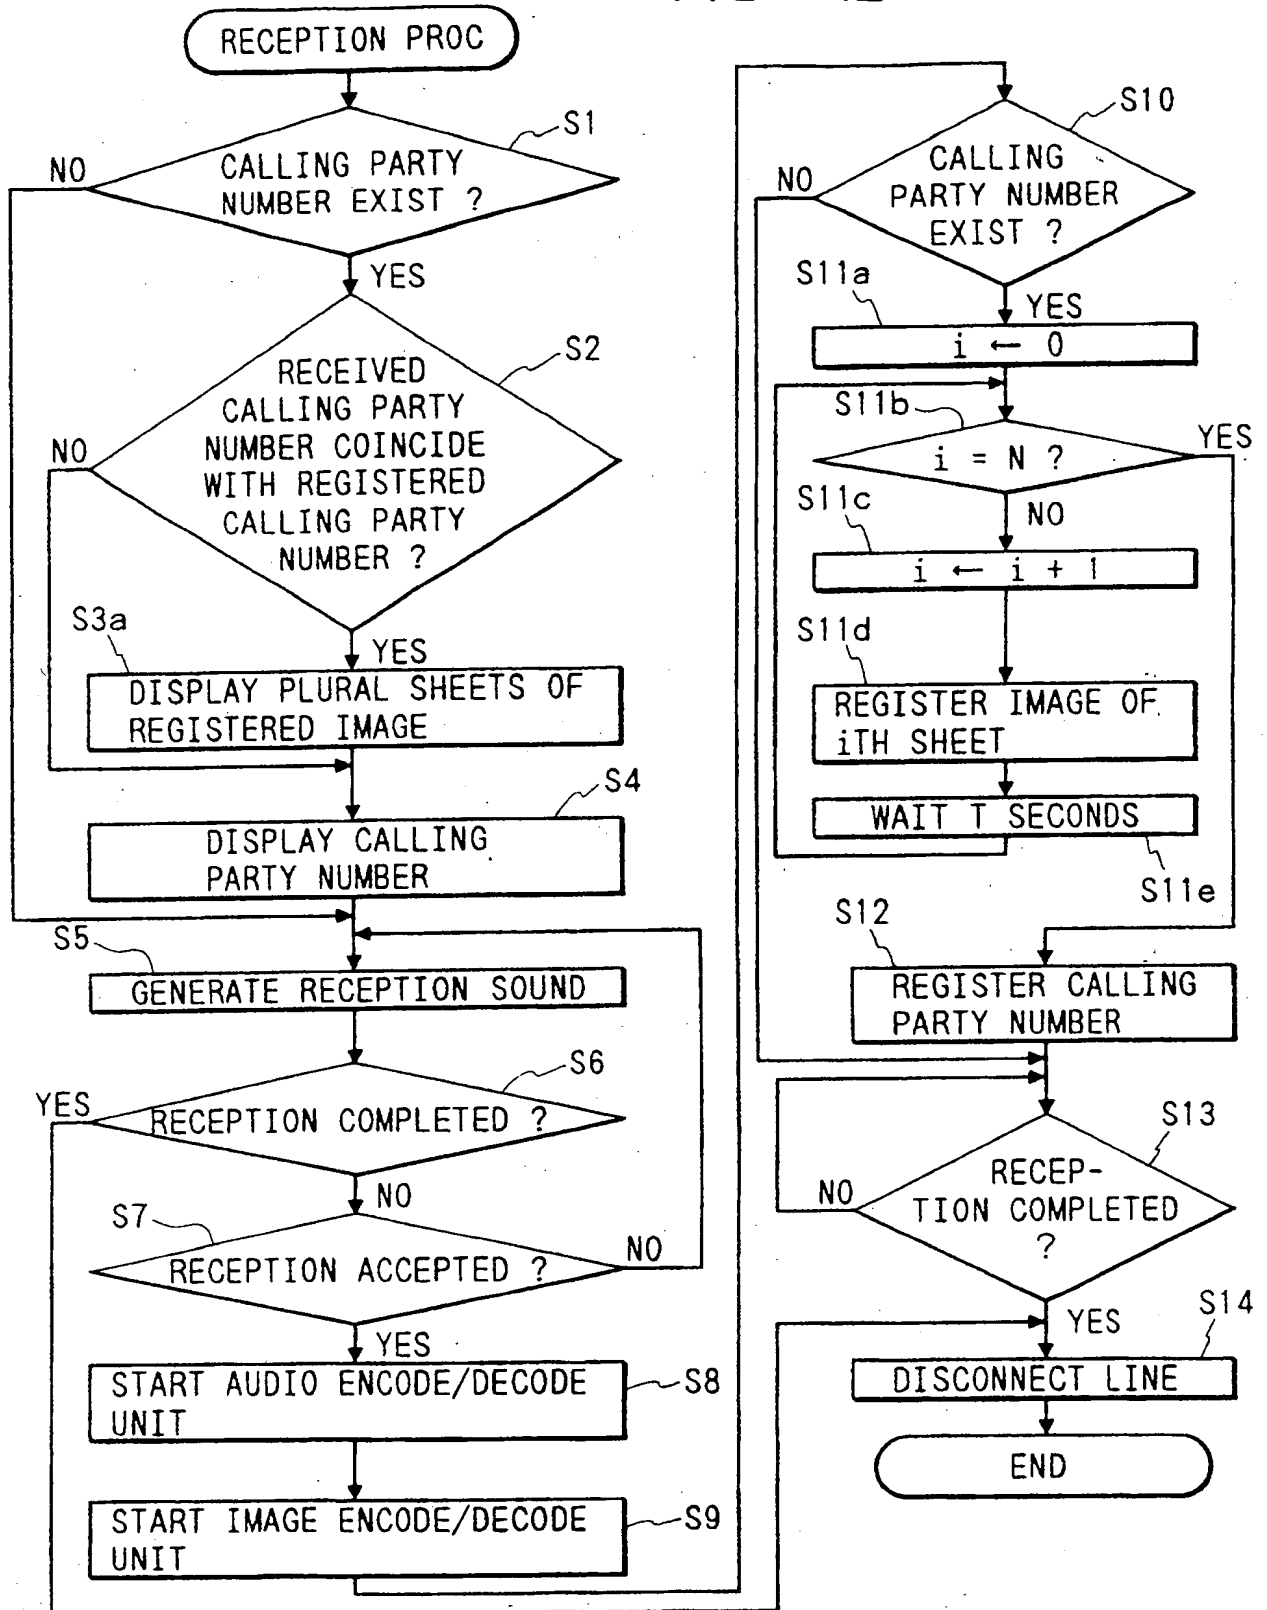 RECEPTION PROC
S1
CALLING PARTY
NUMBER EXIST ?
NO
YES
S2
RECEIVED
CALLING PARTY
NUMBER COINCIDE
WITH REGISTERED
CALLING PARTY
NUMBER ?
NO
YES
S3a
DISPLAY PLURAL SHEETS OF
REGISTERED IMAGE
S4
DISPLAY CALLING
PARTY NUMBER
S5
GENERATE RECEPTION SOUND
S6
RECEPTION COMPLETED ?
YES
NO
S7
RECEPTION ACCEPTED ?
NO
YES
START AUDIO ENCODE/DECODE
UNIT
S8
START IMAGE ENCODE/DECODE
UNIT
S9
S10
CALLING
PARTY NUMBER
EXIST ?
NO
YES
S11a
i ← 0
S11b
i = N ?
YES
NO
S11c
i ← i + 1
S11d
REGISTER IMAGE OF
iTH SHEET
WAIT T SECONDS
S11e
S12
REGISTER CALLING
PARTY NUMBER
S13
RECEP-
TION COMPLETED
?
NO
YES
S14
DISCONNECT LINE
END